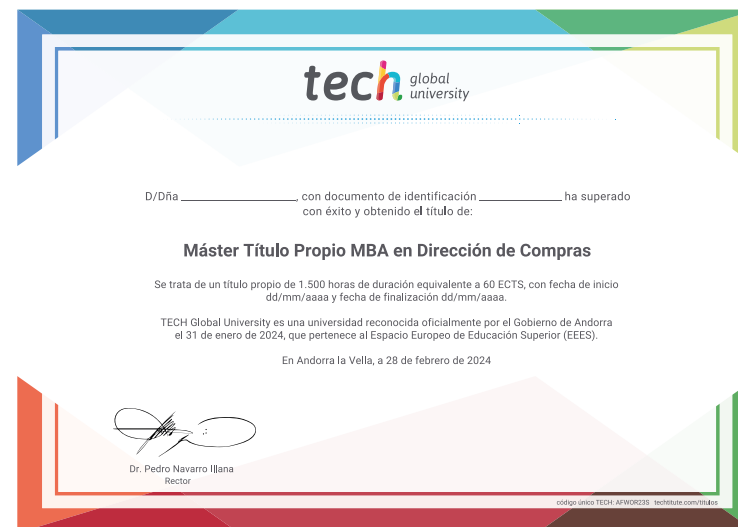 tech global university
D/Dña ____________, con documento de identificación ____________ ha superado
con éxito y obtenido el título de:
Máster Título Propio MBA en Dirección de Compras
Se trata de un título propio de 1.500 horas de duración equivalente a 60 ECTS, con fecha de inicio
dd/mm/aaaa y fecha de finalización dd/mm/aaaa.
TECH Global University es una universidad reconocida oficialmente por el Gobierno de Andorra
el 31 de enero de 2024, que pertenece al Espacio Europeo de Educación Superior (EEES).
En Andorra la Vella, a 28 de febrero de 2024
Dr. Pedro Navarro Illana
Rector
código único TECH: AFWOR23S techtitute.com/titulos